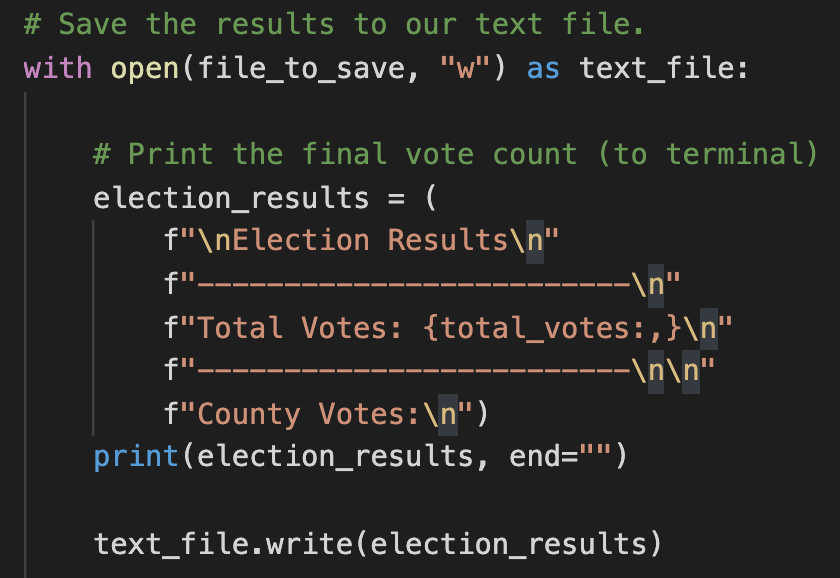 # Save the results to our text file.
with open(file_to_save, "w") as text_file:
# Print the final vote count (to terminal)
election_results = (
f"\nElection Results\n"
f"-------------------------\n"
f"Total Votes: {total_votes:,}\n"
f"-------------------------\n\n"
f"County Votes:\n")
print(election_results, end="")
text_file.write(election_results)